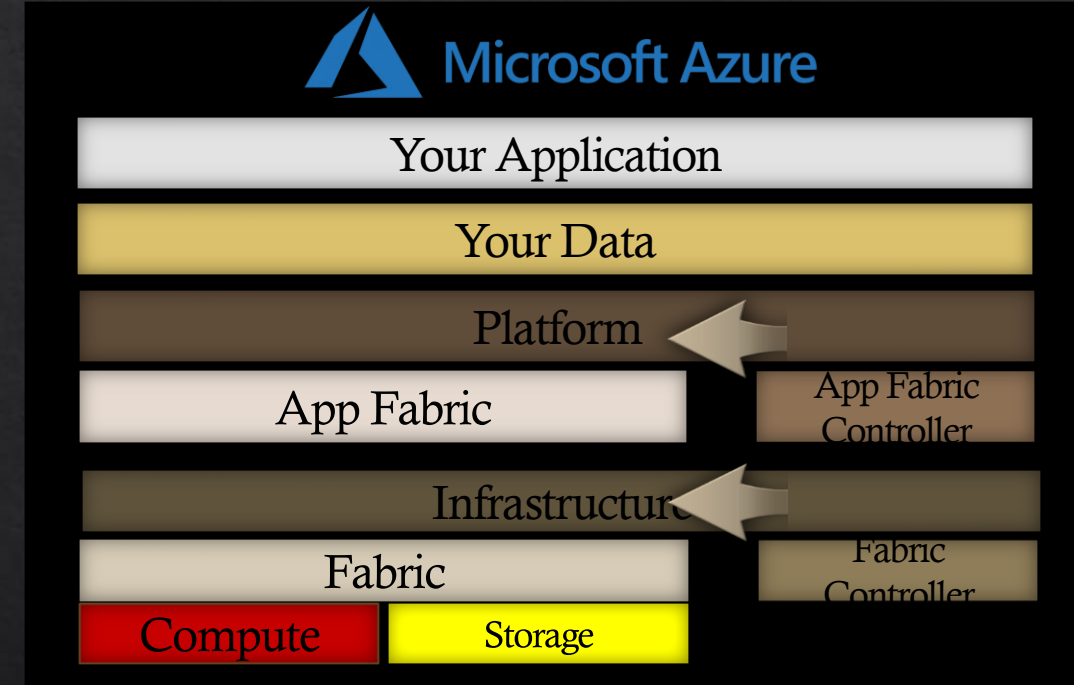 Microsoft Azure
Your Application
Your Data
Platform
App Fabric
App Fabric
Controller
Infrastructure
Fabric
Fabric
Controller
Compute
Storage